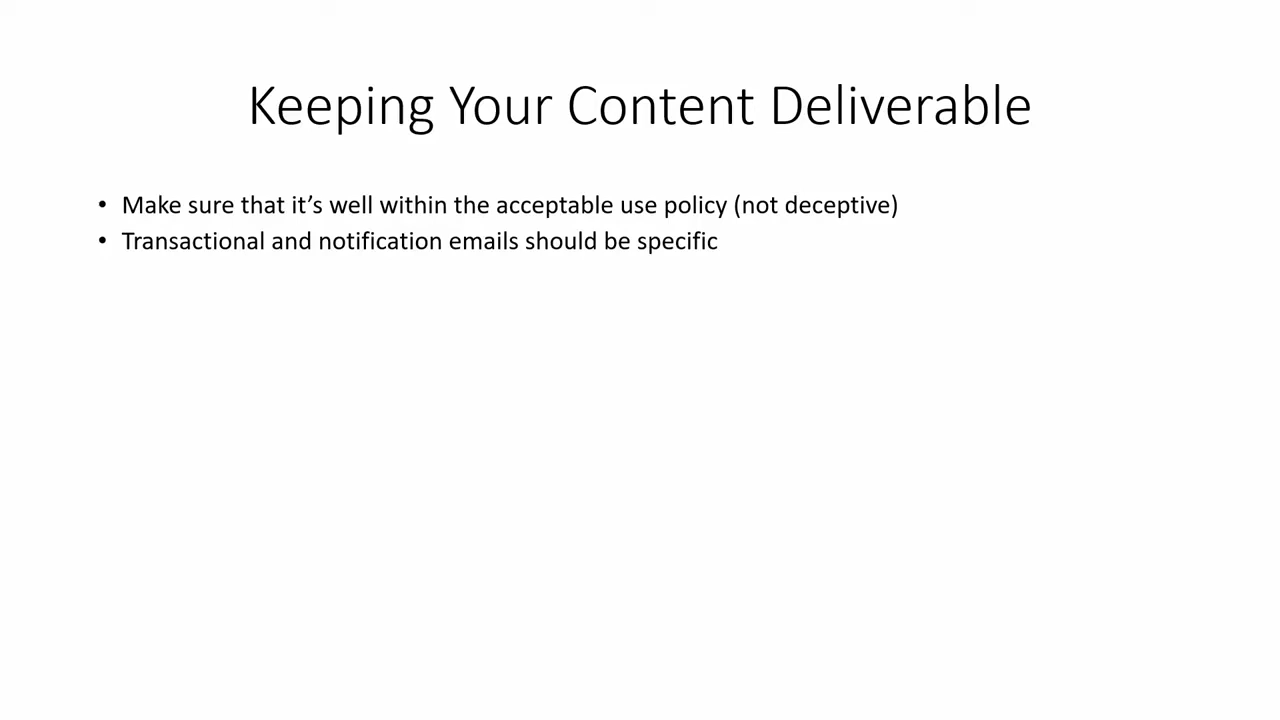 Keeping Your Content Deliverable
• Make sure that it’s well within the acceptable use policy (not deceptive)
• Transactional and notification emails should be specific